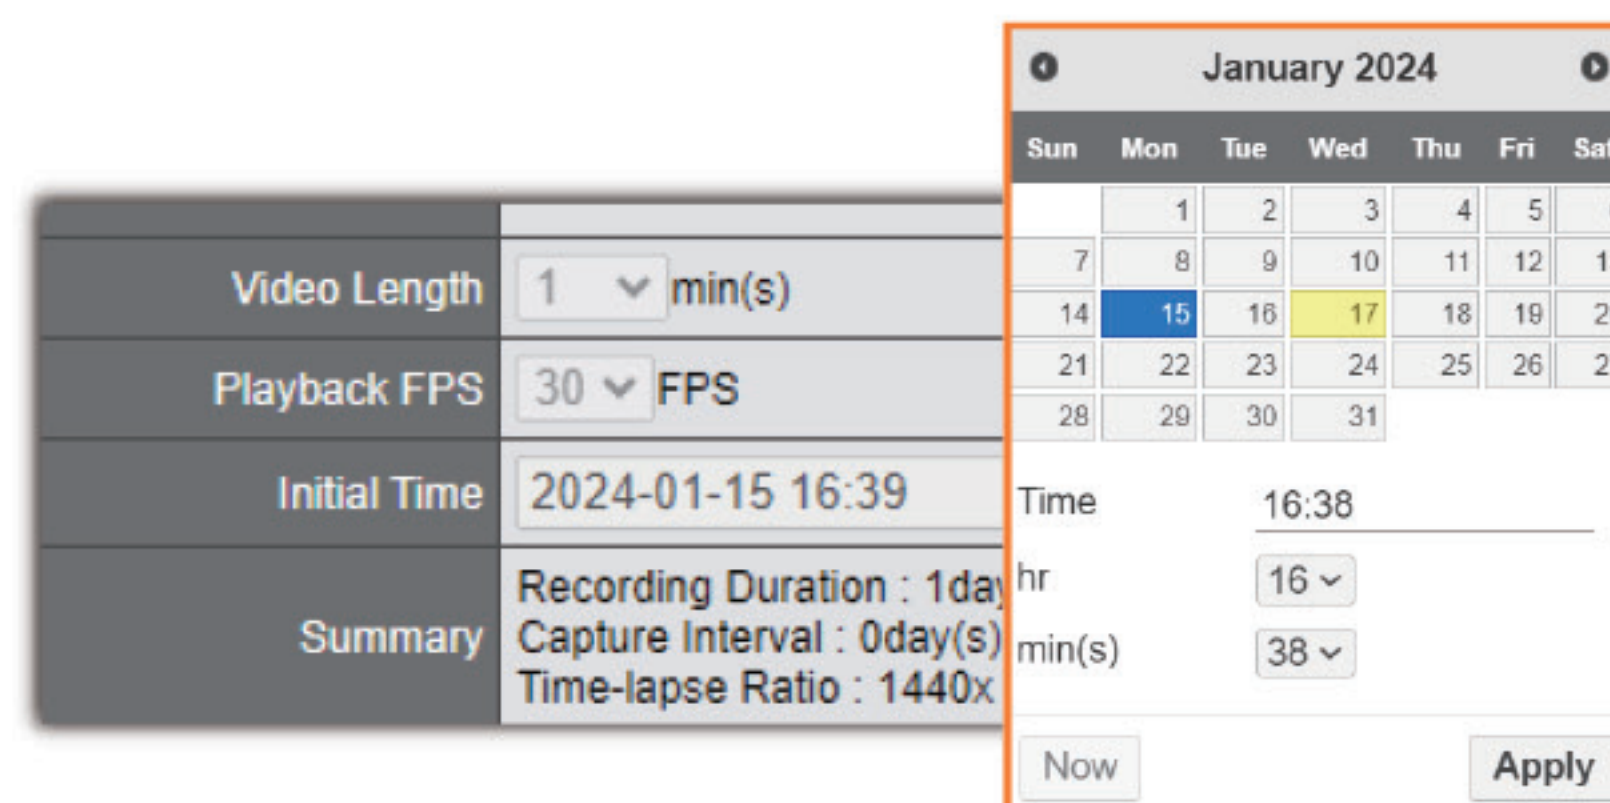 Video Length 1 min(s)
Playback FPS 30 FPS
Initial Time 2024-01-15 16:39
Summary
Recording Duration : 1day
Capture Interval : 0day(s)
Time-lapse Ratio : 1440x
January 2024
Sun Mon Tue Wed Thu Fri Sat
1 2 3 4 5
7 8 9 10 11 12
14 15 16 17 18 19
21 22 23 24 25 26
28 29 30 31
Time 16:38
hr 16
min(s) 38
Now Apply